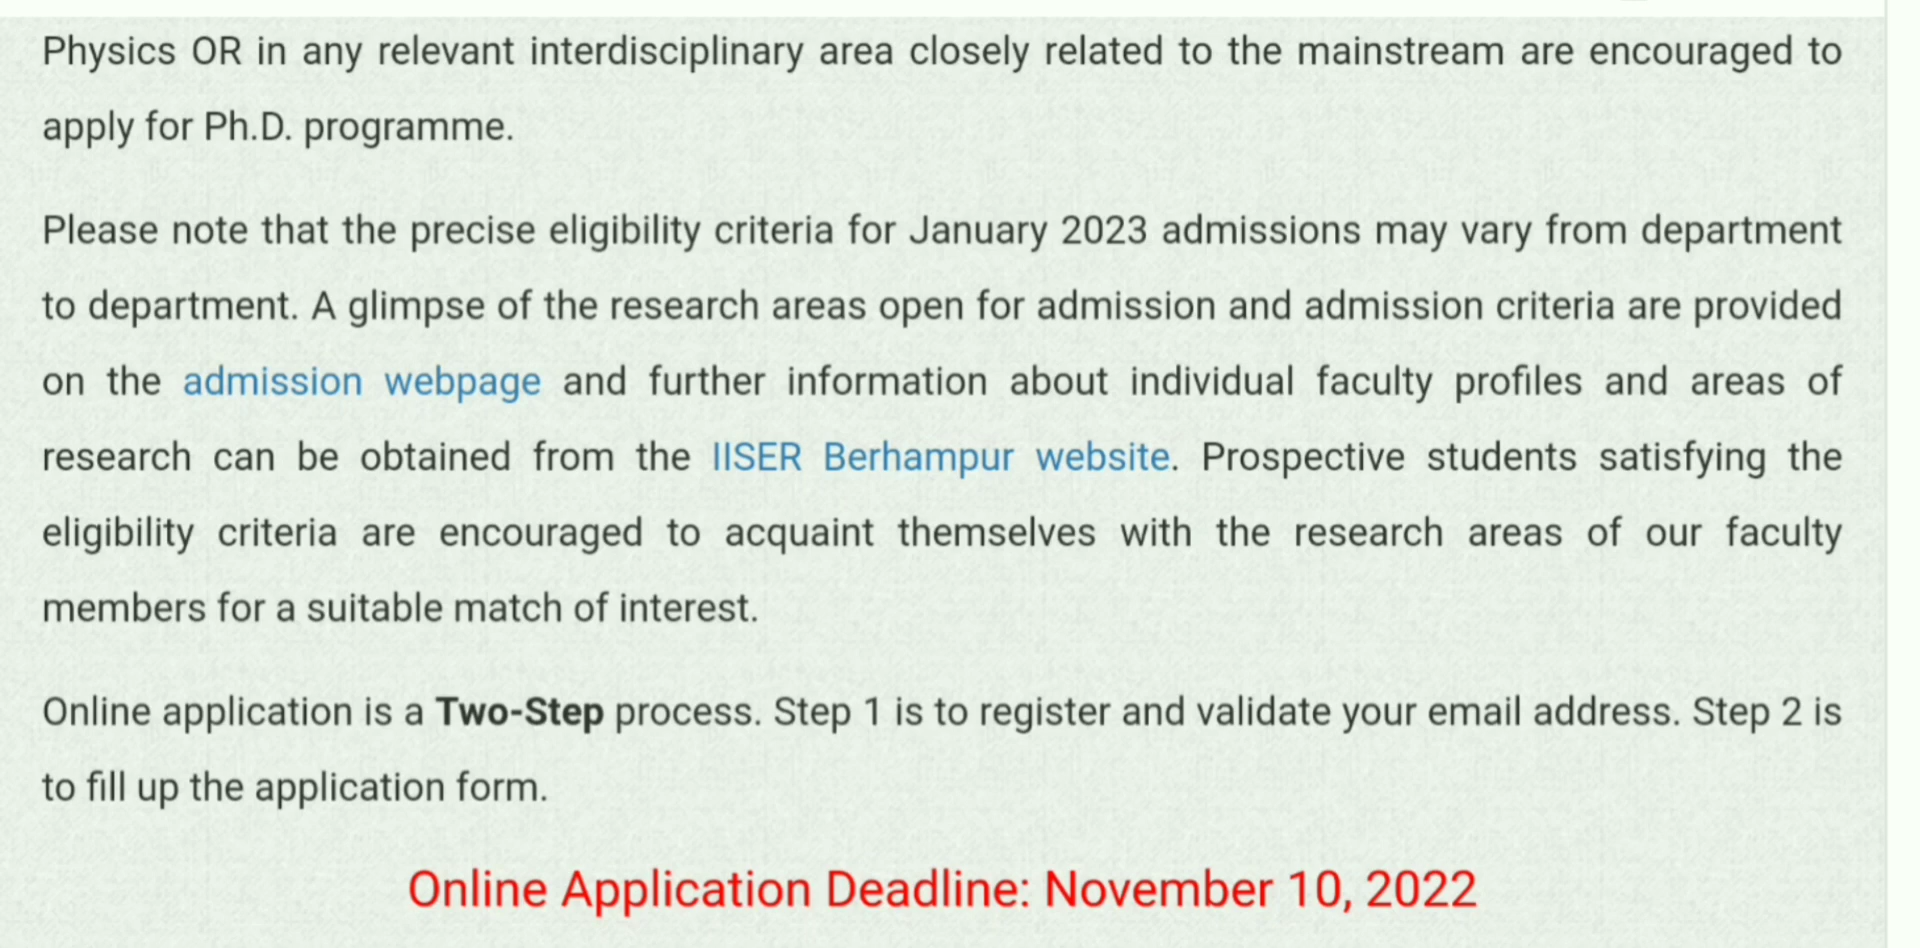 Physics OR in any relevant interdisciplinary area closely related to the mainstream are encouraged to
apply for Ph.D. programme.
Please note that the precise eligibility criteria for January 2023 admissions may vary from department
to department. A glimpse of the research areas open for admission and admission criteria are provided
on the admission webpage and further information about individual faculty profiles and areas of
research can be obtained from the IISER Berhampur website. Prospective students satisfying the
eligibility criteria are encouraged to acquaint themselves with the research areas of our faculty
members for a suitable match of interest.
Online application is a Two-Step process. Step 1 is to register and validate your email address. Step 2 is
to fill up the application form.
Online Application Deadline: November 10, 2022